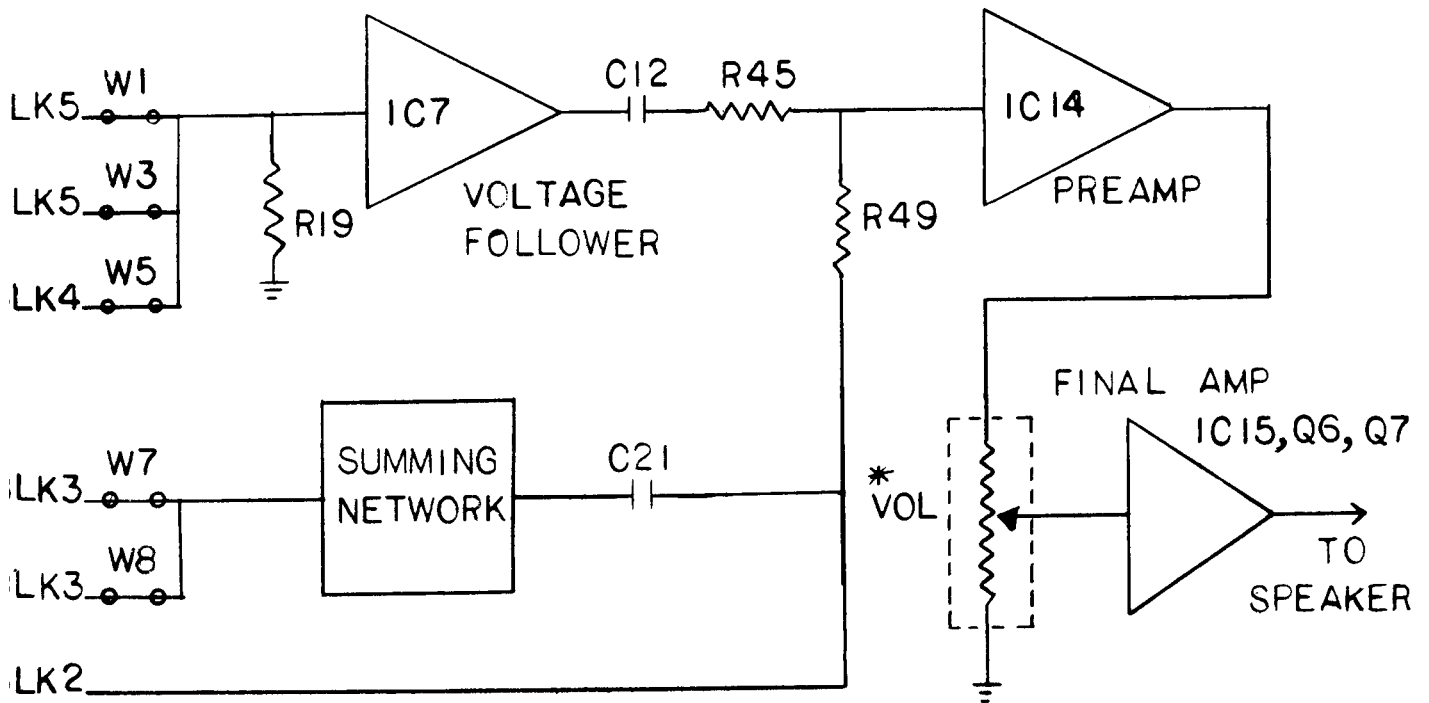 C12 R45
W1
LK5 IC7 IC14
W3
LK5
R19
VOLTAGE
FOLLOWER
R49
PREAMP
W5
LK4
FINAL AMP
IC15, Q6, Q7
W7
LK3
SUMMING
NETWORK
C21
*
VOL
W8
LK3
TO
SPEAKER
LK2